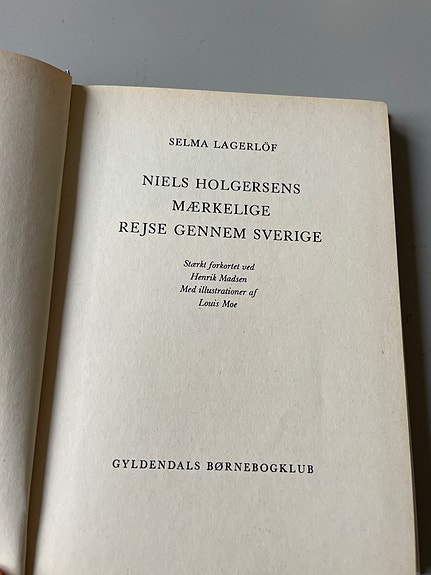 SELMA LAGERLÖF
NIELS HOLGERSENS
MÆRKELIGE
REJSE GENNEM SVERIGE
Stærkt forkortet ved
Henrik Madsen
Med illustrationer af
Louis Moe
GYLDENDALS BØRNEBOGKLUB